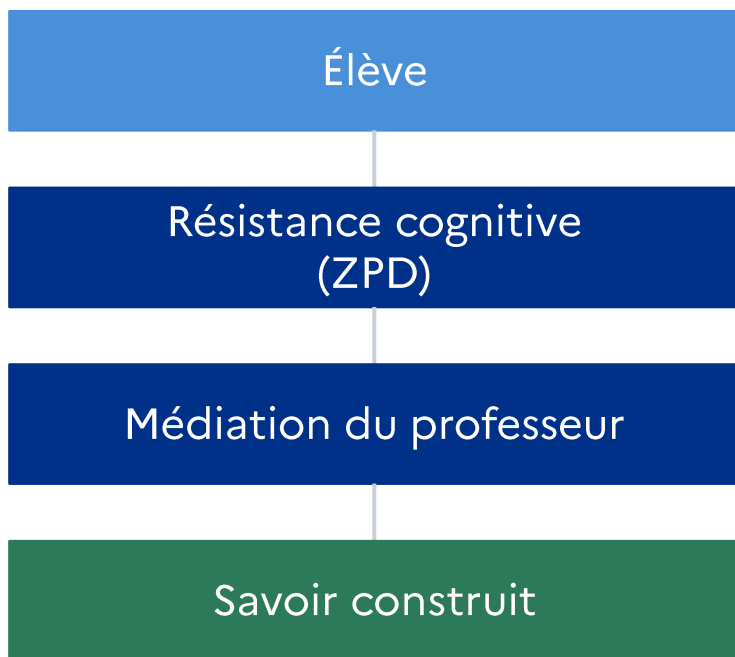 Élève
Résistance cognitive
(ZPD)
Médiation du professeur
Savoir construit